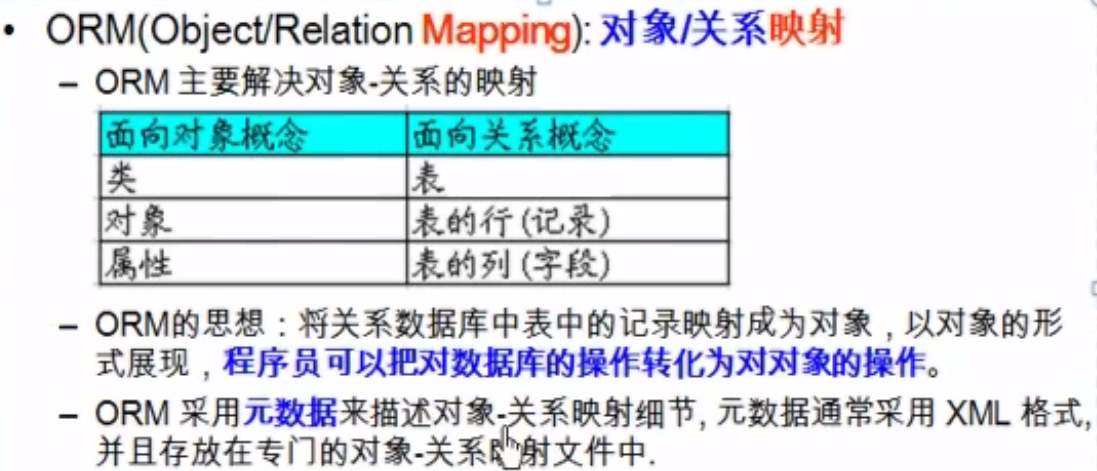 • ORM(Object/Relation Mapping): 对象/关系映射
– ORM 主要解决对象-关系的映射
面向对象概念 面向关系概念
类 表
对象 表的行(记录)
属性 表的列(字段)
– ORM的思想：将关系数据库中表中的记录映射成为对象，以对象的形
式展现，程序员可以把对数据库的操作转化为对对象的操作。
– ORM 采用元数据来描述对象-关系映射细节, 元数据通常采用 XML 格式,
并且存放在专门的对象-关系映射文件中.